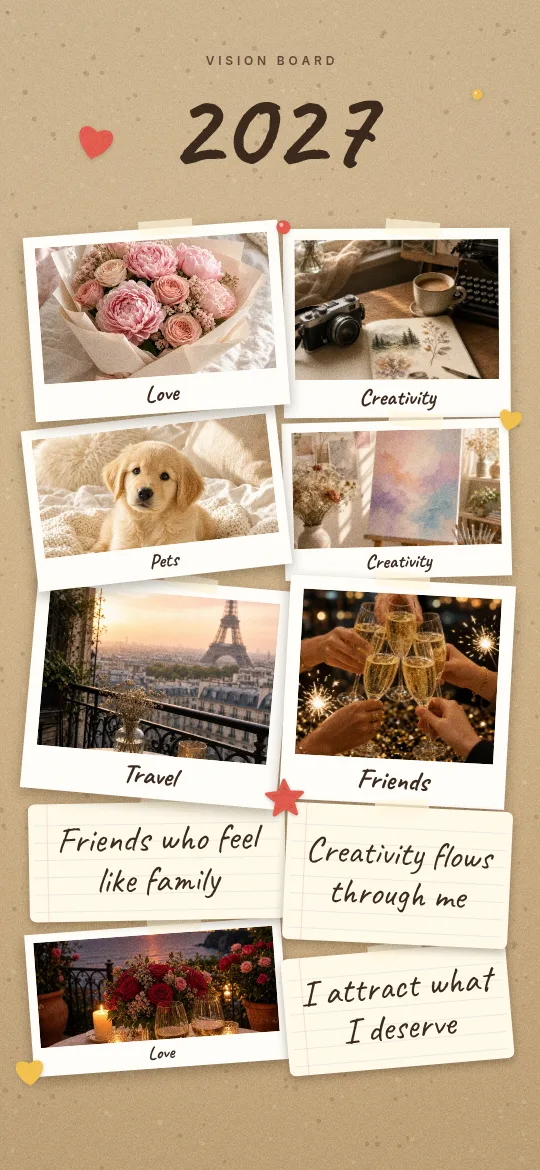 VISION BOARD
2027
Love
Creativity
Pets
Creativity
Travel
Friends
Friends who feel
like family
Creativity flows
through me
Love
I attract what
I deserve